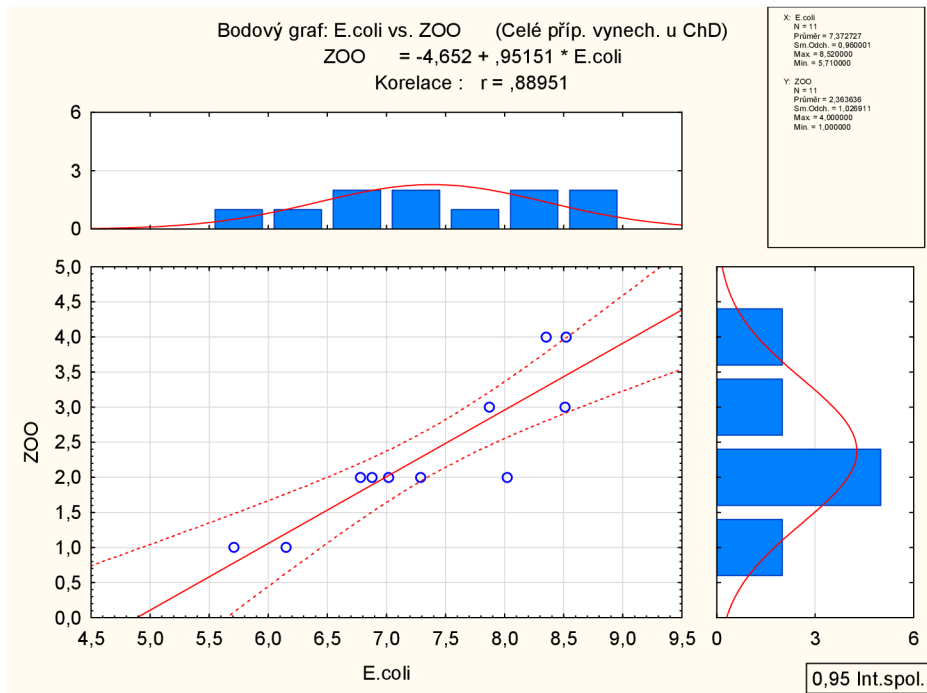 Bodový graf: E.coli vs. ZOO (Celé příp. vynech. u ChD)
ZOO = -4,652 + ,95151 * E.coli
Korelace : r = ,88951
X: E.coli
N = 11
Průměr = 7,372727
Sm.Odch. = 0,960001
Max. = 8,520000
Min. = 5,710000
Y: ZOO
N = 11
Průměr = 2,363636
Sm.Odch. = 1,026911
Max. = 4,000000
Min. = 1,000000
6
3
0
5,0
4,5
4,0
3,5
3,0
2,5
2,0
1,5
1,0
0,5
0,0
ZOO
4,5 5,0 5,5 6,0 6,5 7,0 7,5 8,0 8,5 9,0 9,5
E.coli
0 3 6
0,95 Int.spol.